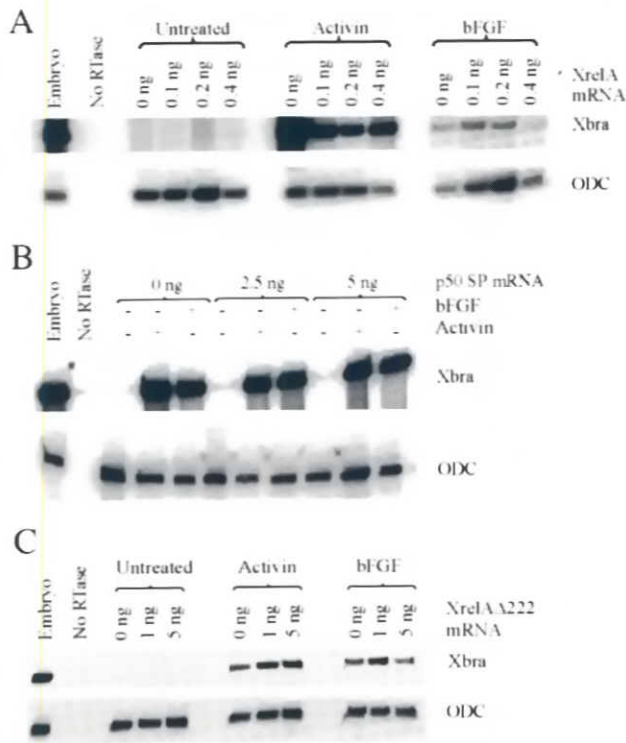 A
Untreated Activin bFGF
Embryo No RTase 0 ng 0.1 ng 0.2 ng 0.4 ng 0 ng 0.1 ng 0.2 ng 0.4 ng 0 ng 0.1 ng 0.2 ng 0.4 ng XrelA
mRNA
Xbra
ODC
B
Embryo No RTase 0 ng 2.5 ng 5 ng p50 SP mRNA
bFGF
Activin
Xbra
ODC
C
Untreated Activin bFGF
Embryo No RTase 0 ng 1 ng 5 ng 0 ng 1 ng 5 ng 0 ng 1 ng 5 ng XrelAΔ222
mRNA
Xbra
ODC